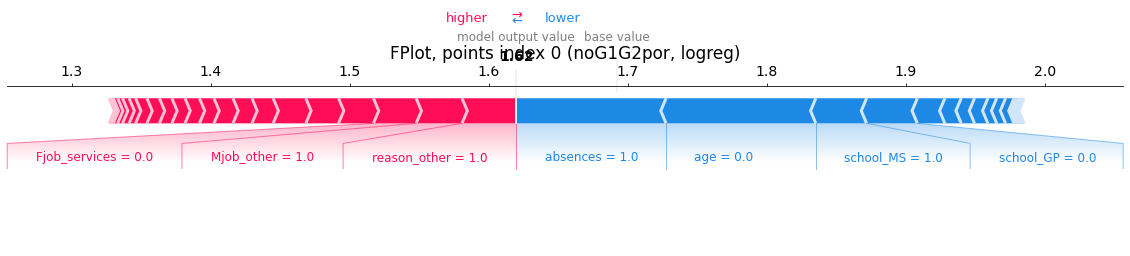 higher ⇄ lower
model output value base value
FPlot, points index 0 (noG1G2por, logreg)
1.62
1.3 1.4 1.5 1.6 1.7 1.8 1.9 2.0
Fjob_services = 0.0 Mjob_other = 1.0 reason_other = 1.0 absences = 1.0 age = 0.0 school_MS = 1.0 school_GP = 0.0